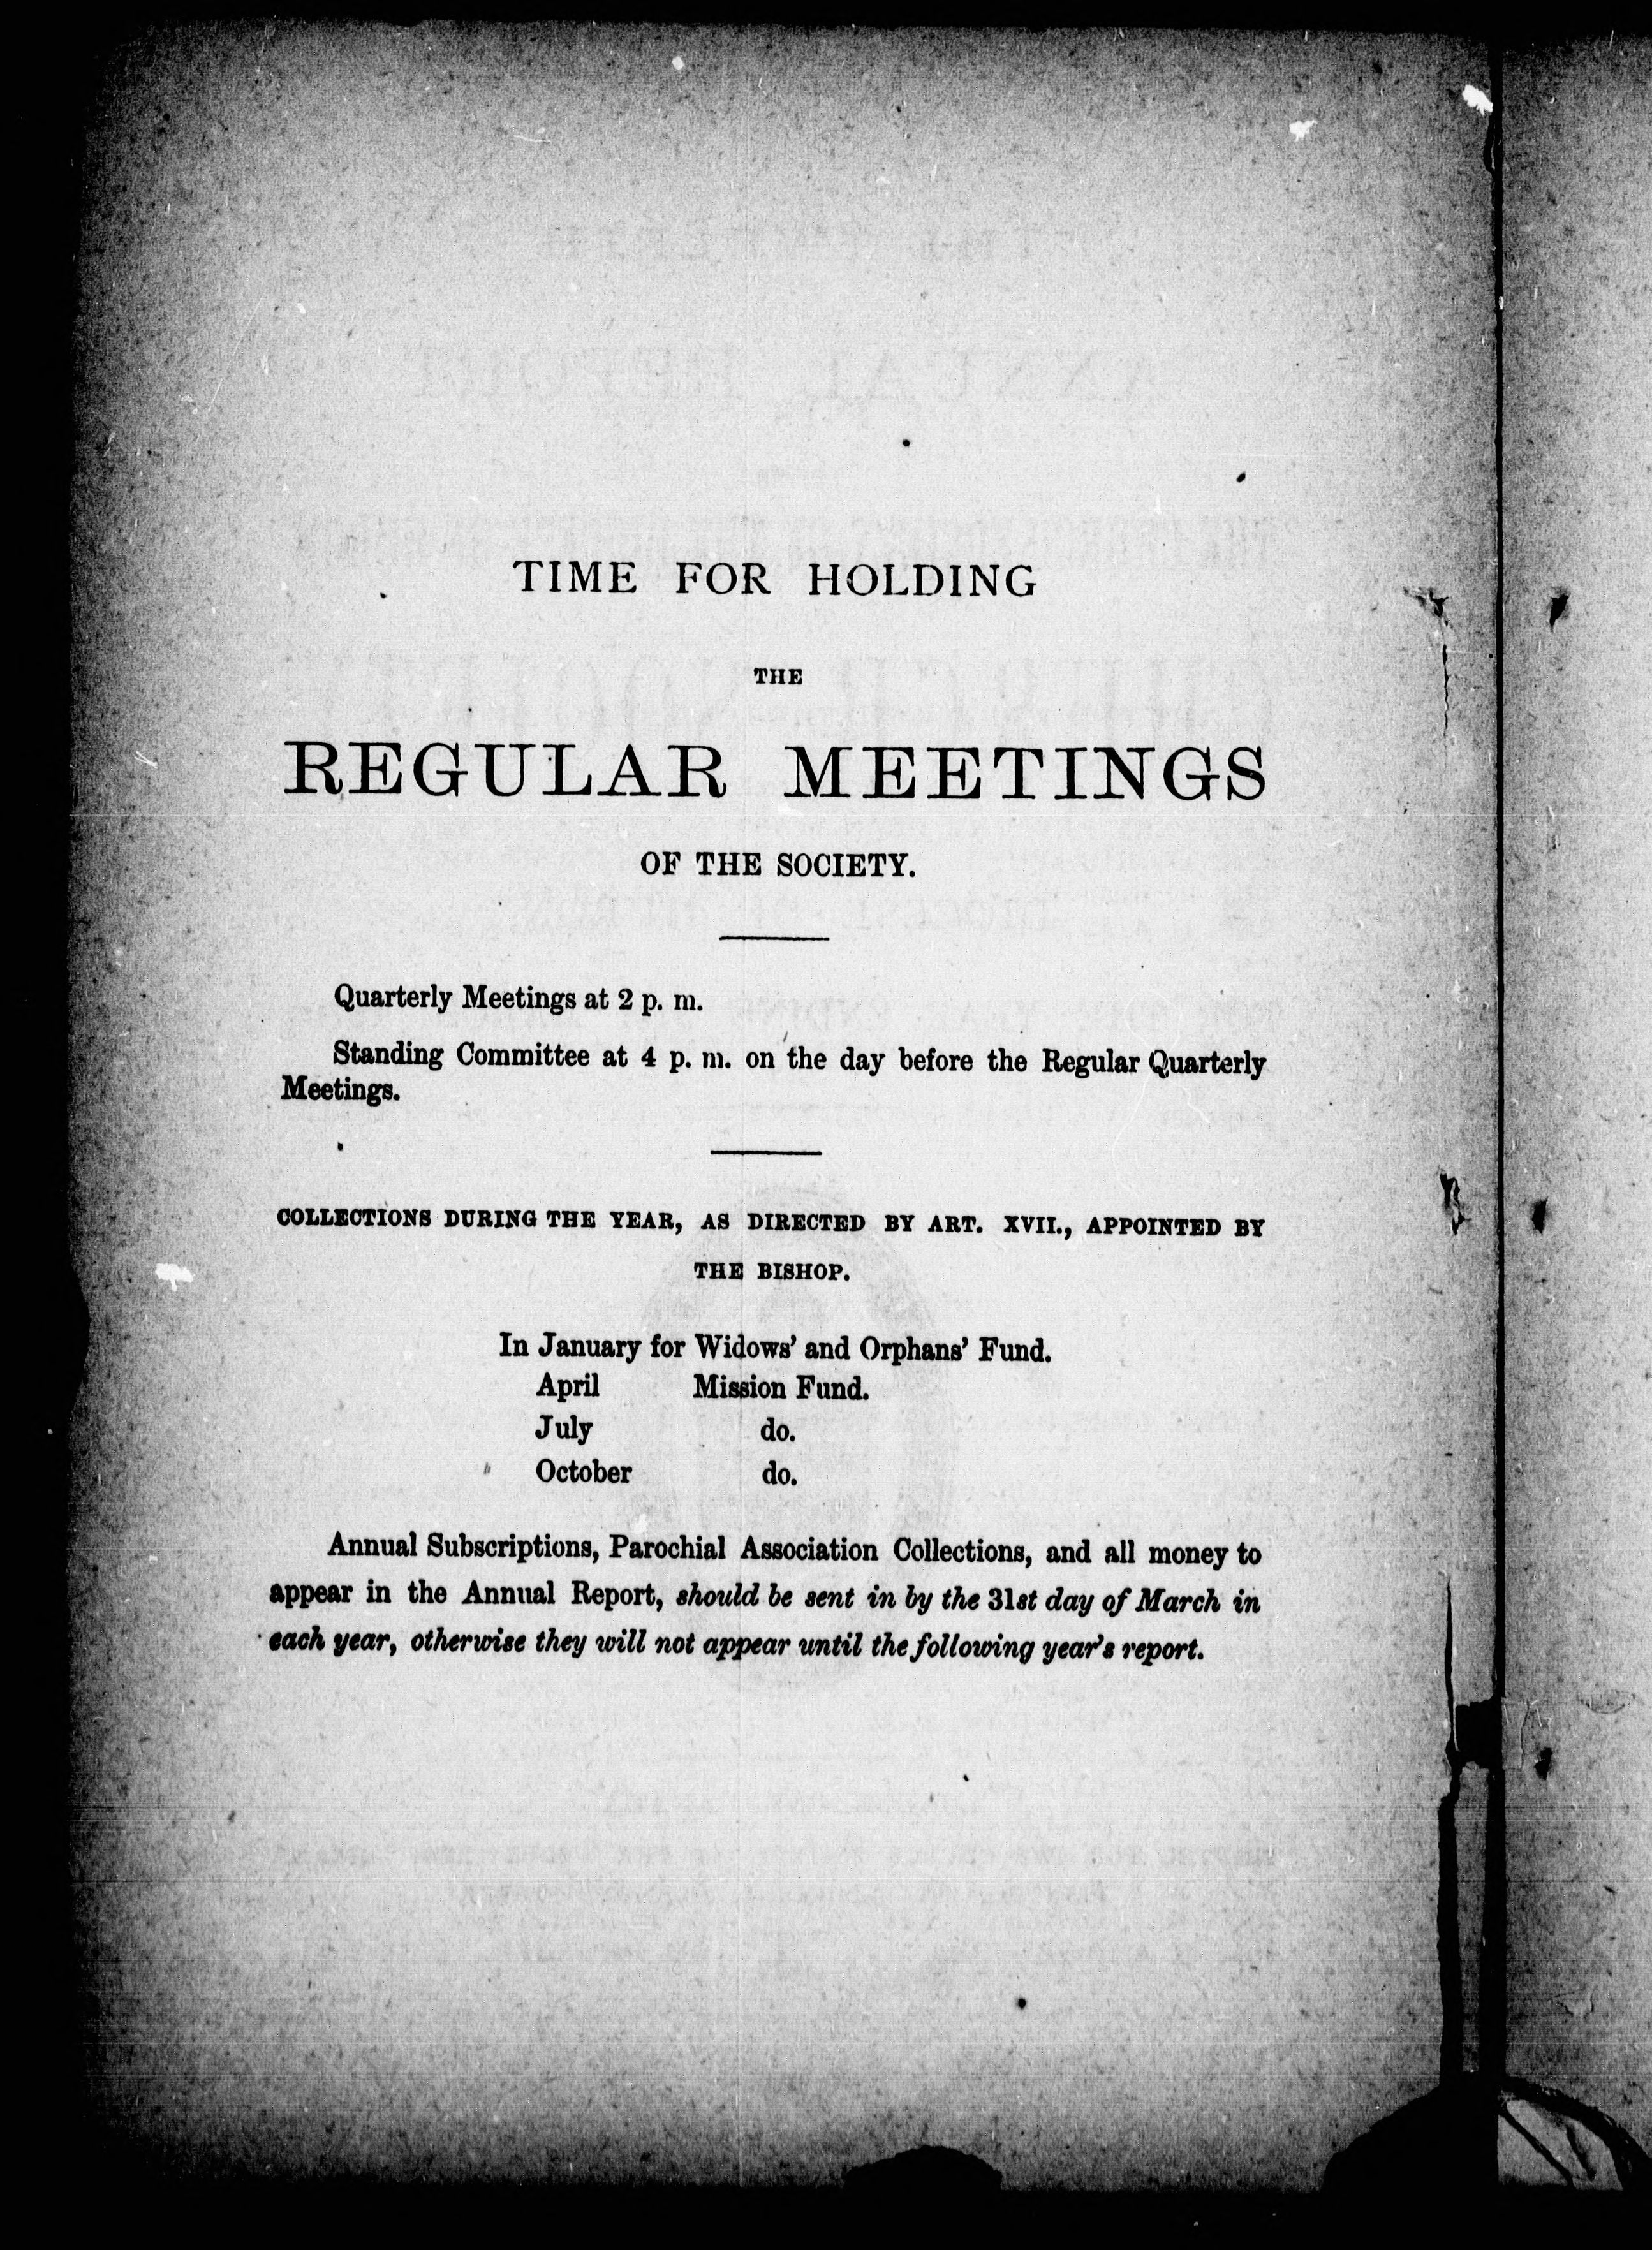 TIME FOR HOLDING
THE
REGULAR MEETINGS
OF THE SOCIETY.
Quarterly Meetings at 2 p. m.
Standing Committee at 4 p. m. on the day before the Regular Quarterly
Meetings.
COLLECTIONS DURING THE YEAR, AS DIRECTED BY ART. XVII., APPOINTED BY
THE BISHOP.
In January for Widows' and Orphans' Fund.
April Mission Fund.
July do.
October do.
Annual Subscriptions, Parochial Association Collections, and all money to
appear in the Annual Report, should be sent in by the 31st day of March in
each year, otherwise they will not appear until the following year's report.